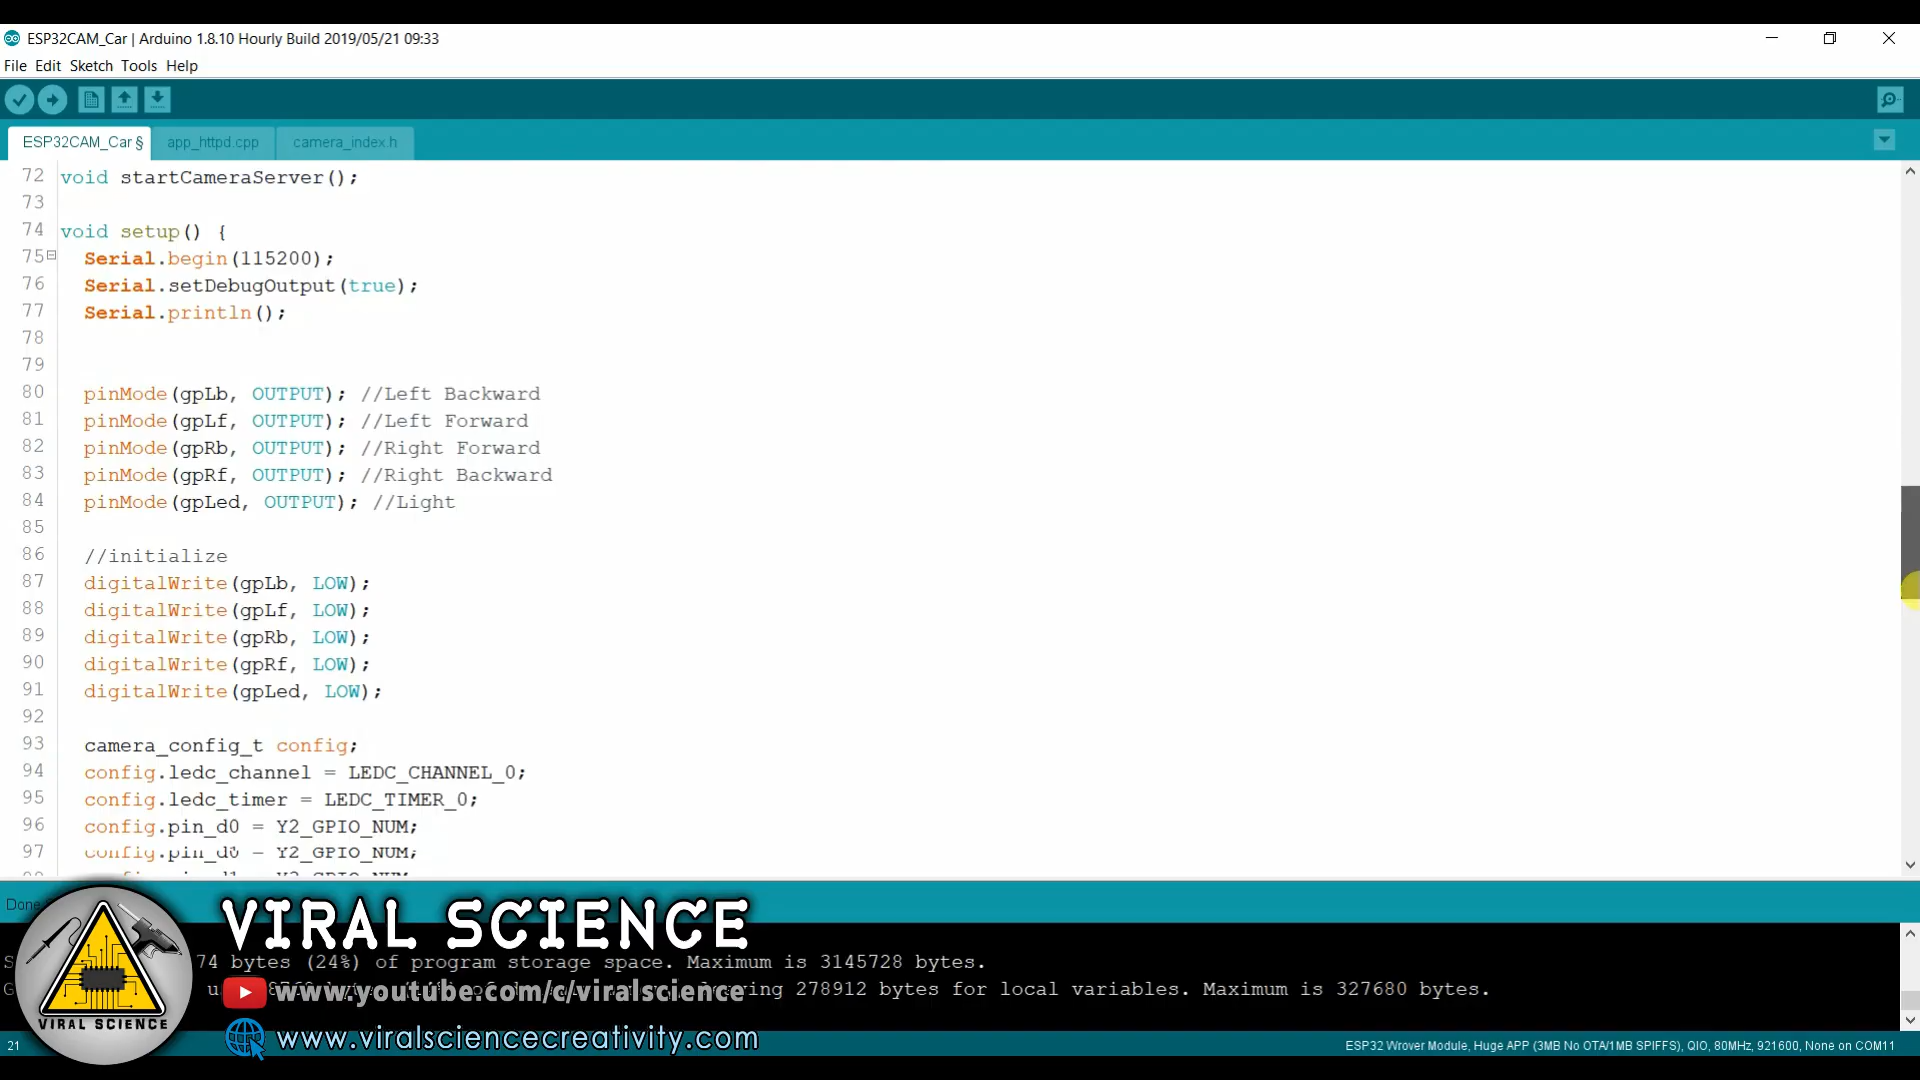 ESP32CAM_Car | Arduino 1.8.10 Hourly Build 2019/05/21 09:33
File Edit Sketch Tools Help
ESP32CAM_Car § app_httpd.cpp camera_index.h
72 void startCameraServer();
73
74 void setup() {
75 Serial.begin(115200);
76 Serial.setDebugOutput(true);
77 Serial.println();
78
79
80 pinMode(gpLb, OUTPUT); //Left Backward
81 pinMode(gpLf, OUTPUT); //Left Forward
82 pinMode(gpRb, OUTPUT); //Right Forward
83 pinMode(gpRf, OUTPUT); //Right Backward
84 pinMode(gpLed, OUTPUT); //Light
85
86 //initialize
87 digitalWrite(gpLb, LOW);
88 digitalWrite(gpLf, LOW);
89 digitalWrite(gpRb, LOW);
90 digitalWrite(gpRf, LOW);
91 digitalWrite(gpLed, LOW);
92
93 camera_config_t config;
94 config.ledc_channel = LEDC_CHANNEL_0;
95 config.ledc_timer = LEDC_TIMER_0;
96 config.pin_d0 = Y2_GPIO_NUM;
97 config.pin_d0 = Y2_GPIO_NUM;
Done
VIRAL SCIENCE
74 bytes (24%) of program storage space. Maximum is 3145728 bytes.
www.youtube.com/c/viralscience
278912 bytes for local variables. Maximum is 327680 bytes.
VIRAL SCIENCE
www.viralsciencecreativity.com
21
ESP32 Wrover Module, Huge APP (3MB No OTA/1MB SPIFFS), QIO, 80MHz, 921600, None on COM11